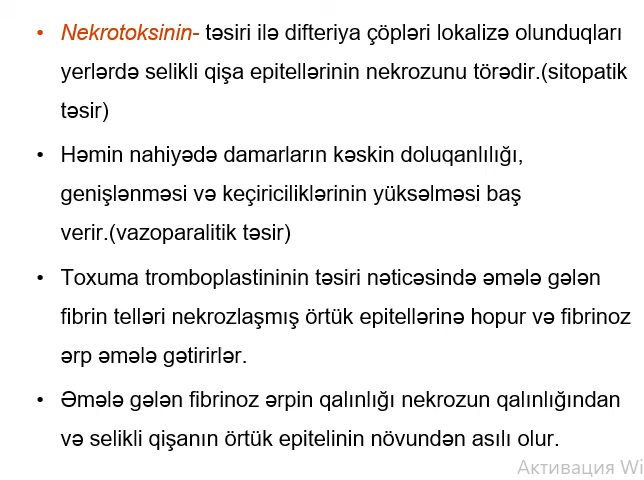 • Nekrotoksinin- təsiri ilə difteriya çöpləri lokalizə olunduqları
yerlərdə selikli qişa epitellərinin nekrozunu törədir.(sitopatik
təsir)
• Həmin nahiyədə damarların kəskin doluqanlılığı,
genişlənməsi və keçiriciliklərinin yüksəlməsi baş
verir.(vazoparalitik təsir)
• Toxuma tromboplastininin təsiri nəticəsində əmələ gələn
fibrin telləri nekrozlaşmış örtük epitellərinə hopur və fibrinoz
ərp əmələ gətirirlər.
• Əmələ gələn fibrinoz ərpin qalınlığı nekrozun qalınlığından
və selikli qişanın örtük epitelinin növundən asılı olur.
Активация Wi